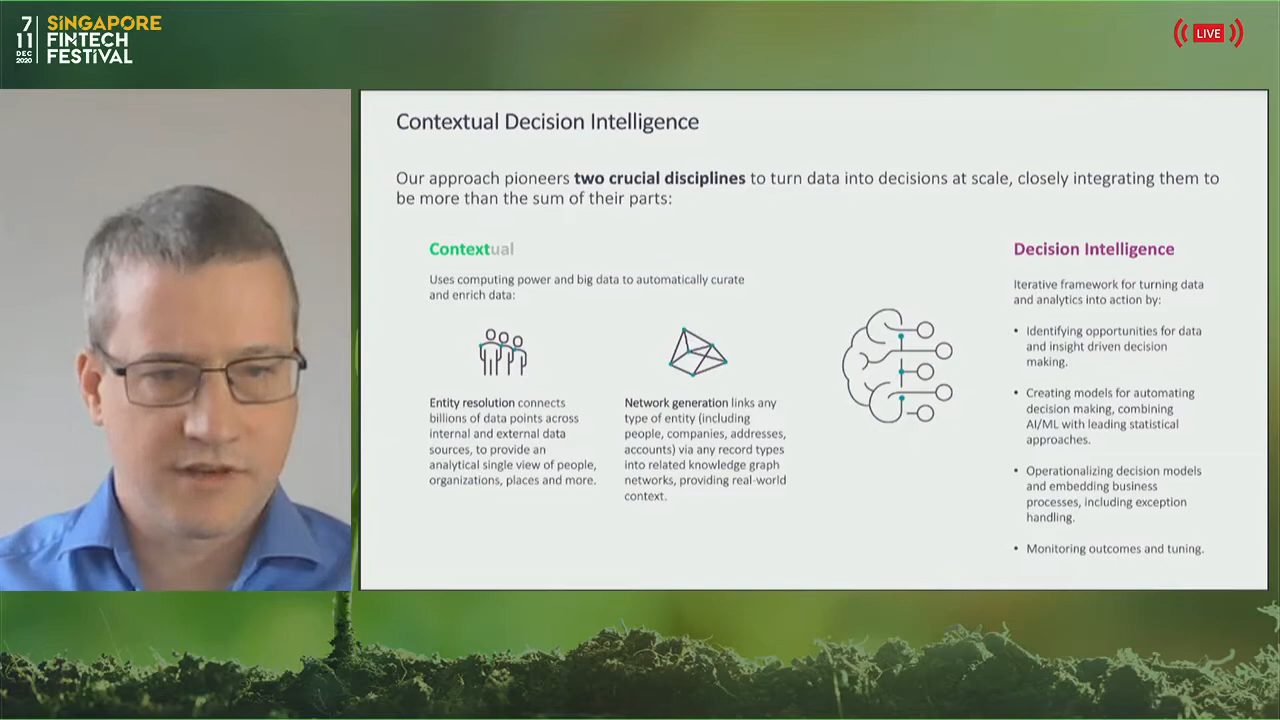 7
11
DEC
2020
SINGAPORE
FINTECH
FESTIVAL
LIVE
Contextual Decision Intelligence
Our approach pioneers two crucial disciplines to turn data into decisions at scale, closely integrating them to
be more than the sum of their parts:
Contextual
Uses computing power and big data to automatically curate
and enrich data:
Entity resolution connects
billions of data points across
internal and external data
sources, to provide an
analytical single view of people,
organizations, places and more.
Network generation links any
type of entity (including
people, companies, addresses,
accounts) via any record types
into related knowledge graph
networks, providing real-world
context.
Decision Intelligence
Iterative framework for turning data
and analytics into action by:
• Identifying opportunities for data
and insight driven decision
making.
• Creating models for automating
decision making, combining
AI/ML with leading statistical
approaches.
• Operationalizing decision models
and embedding business
processes, including exception
handling.
• Monitoring outcomes and tuning.